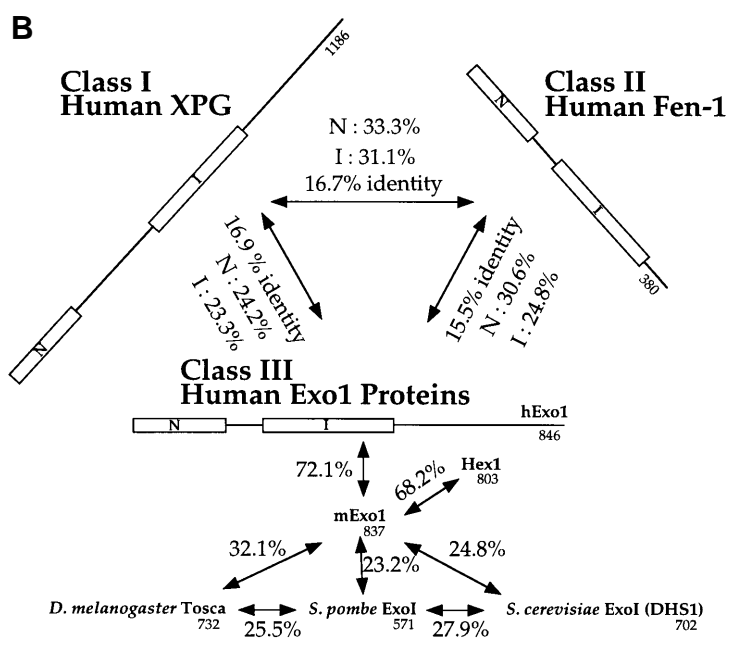 B
1186
Class I
Human XPG
I
N
Class II
Human Fen-1
N
I
380
N : 33.3%
I : 31.1%
16.7% identity
16.9 % identity
N : 24.2%
I : 23.3%
15.5% identity
N : 30.6%
I : 24.8%
Class III
Human Exo1 Proteins
N
I
hExo1
846
72.1%
68.2%
Hex1
803
mExo1
837
32.1%
23.2%
24.8%
D. melanogaster Tosca
732
25.5%
S. pombe ExoI
571
27.9%
S. cerevisiae ExoI (DHS1)
702